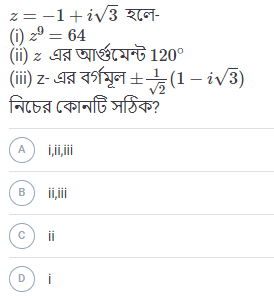 z = −1 + i√3 হলে-
(i) z⁹ = 64
(ii) z এর আর্গুমেন্ট 120°
(iii) z- এর বর্গমূল ± 1/√2 (1 − i√3)
নিচের কোনটি সঠিক?
A i,ii,iii
B ii,iii
C ii
D i